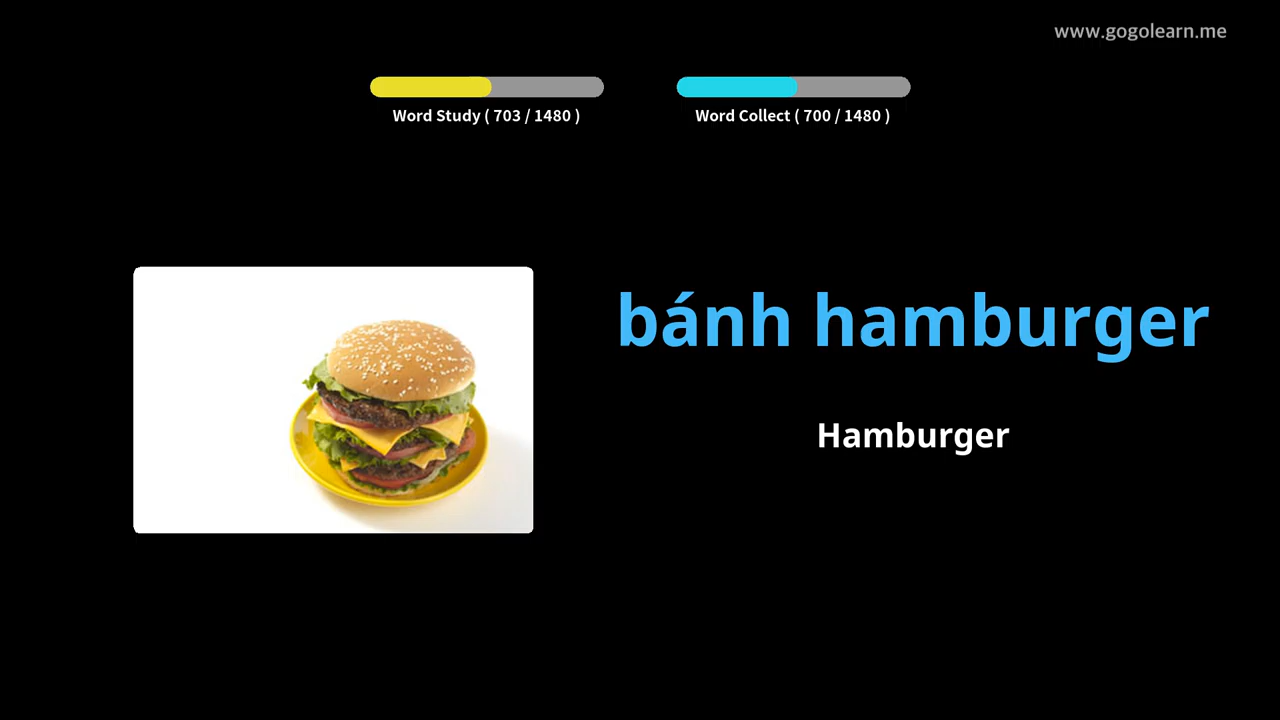 www.gogolearn.me
Word Study ( 703 / 1480 )
Word Collect ( 700 / 1480 )
bánh hamburger
Hamburger